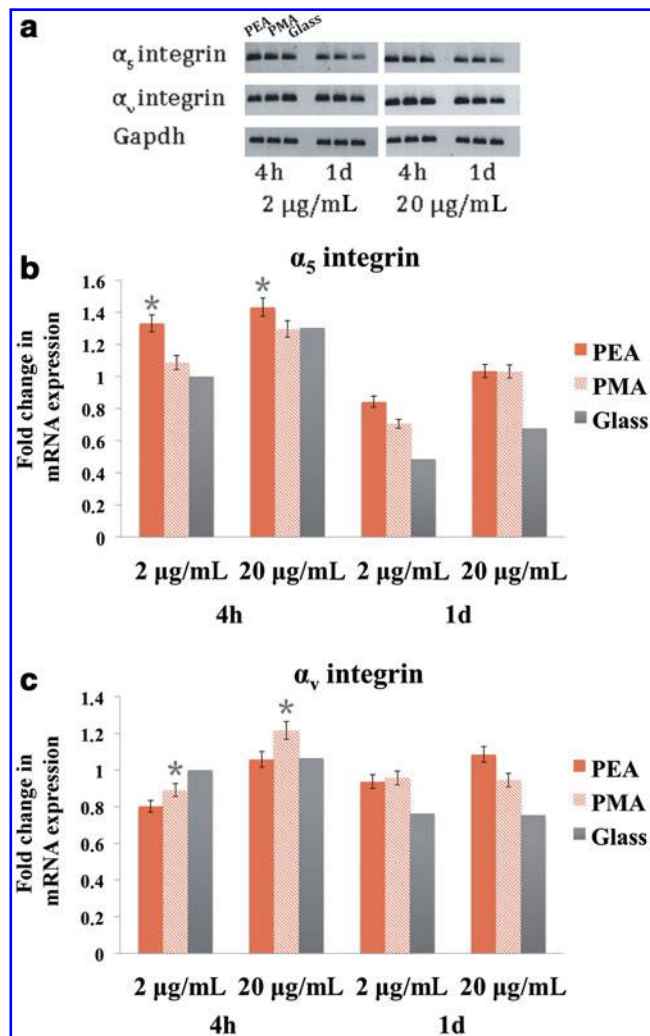 a
PEA PMA Glass
α5 integrin
αv integrin
Gapdh
4h 1d 4h 1d
2 μg/mL 20 μg/mL
b
α5 integrin
Fold change in
mRNA expression
1.6
1.4
1.2
1
0.8
0.6
0.4
0.2
0
* *
PEA
PMA
Glass
2 μg/mL 20 μg/mL 2 μg/mL 20 μg/mL
4h 1d
c
αv integrin
Fold change in
mRNA expression
1.4
1.2
1
0.8
0.6
0.4
0.2
0
* *
PEA
PMA
Glass
2 μg/mL 20 μg/mL 2 μg/mL 20 μg/mL
4h 1d